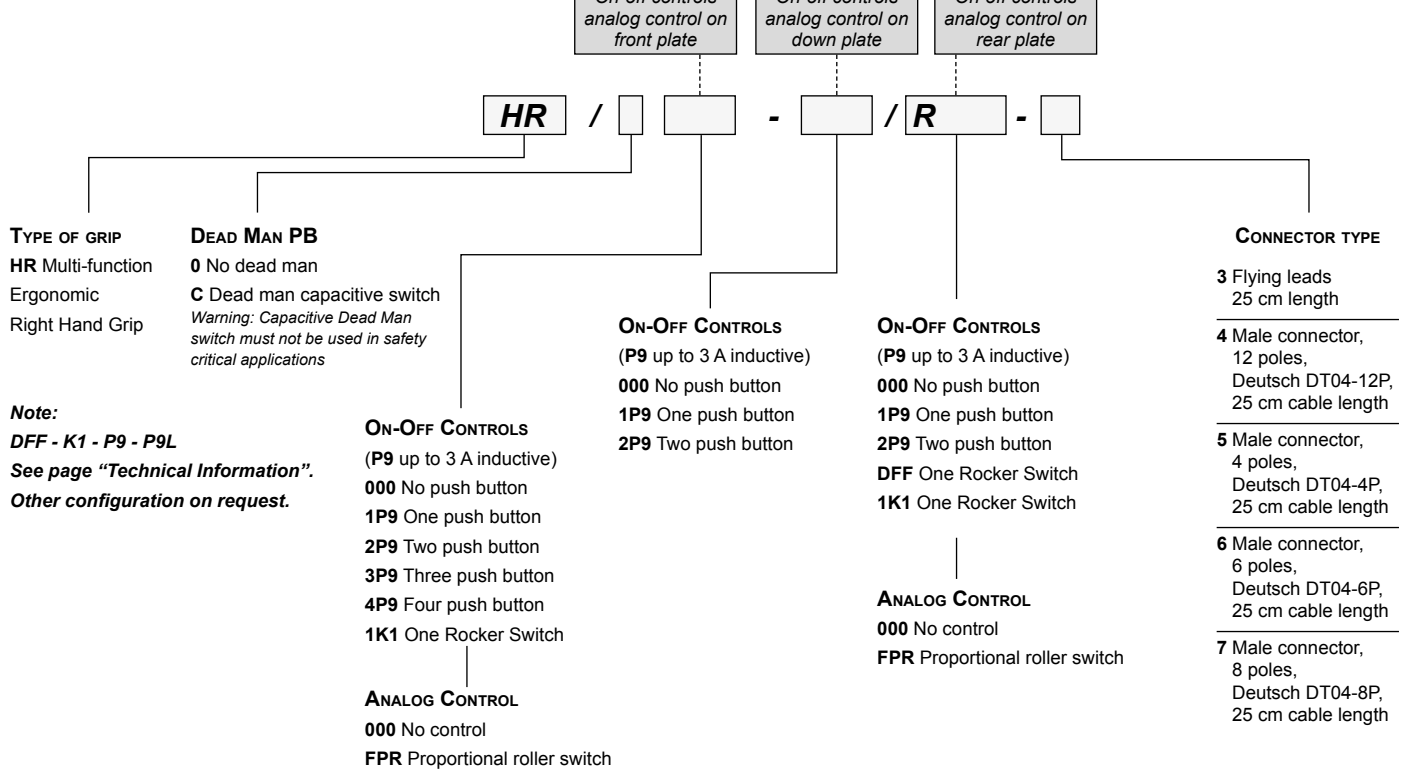 On-off controls
analog control on
front plate
On-off controls
analog control on
down plate
On-off controls
analog control on
rear plate
HR / - / R -
TYPE OF GRIP
HR Multi-function
Ergonomic
Right Hand Grip
DEAD MAN PB
0 No dead man
C Dead man capacitive switch
Warning: Capacitive Dead Man
switch must not be used in safety
critical applications
Note:
DFF - K1 - P9 - P9L
See page “Technical Information”.
Other configuration on request.
ON-OFF CONTROLS
(P9 up to 3 A inductive)
000 No push button
1P9 One push button
2P9 Two push button
3P9 Three push button
4P9 Four push button
1K1 One Rocker Switch
ANALOG CONTROL
000 No control
FPR Proportional roller switch
ON-OFF CONTROLS
(P9 up to 3 A inductive)
000 No push button
1P9 One push button
2P9 Two push button
ON-OFF CONTROLS
(P9 up to 3 A inductive)
000 No push button
1P9 One push button
2P9 Two push button
DFF One Rocker Switch
1K1 One Rocker Switch
ANALOG CONTROL
000 No control
FPR Proportional roller switch
CONNECTOR TYPE
3 Flying leads
25 cm length
4 Male connector,
12 poles,
Deutsch DT04-12P,
25 cm cable length
5 Male connector,
4 poles,
Deutsch DT04-4P,
25 cm cable length
6 Male connector,
6 poles,
Deutsch DT04-6P,
25 cm cable length
7 Male connector,
8 poles,
Deutsch DT04-8P,
25 cm cable length